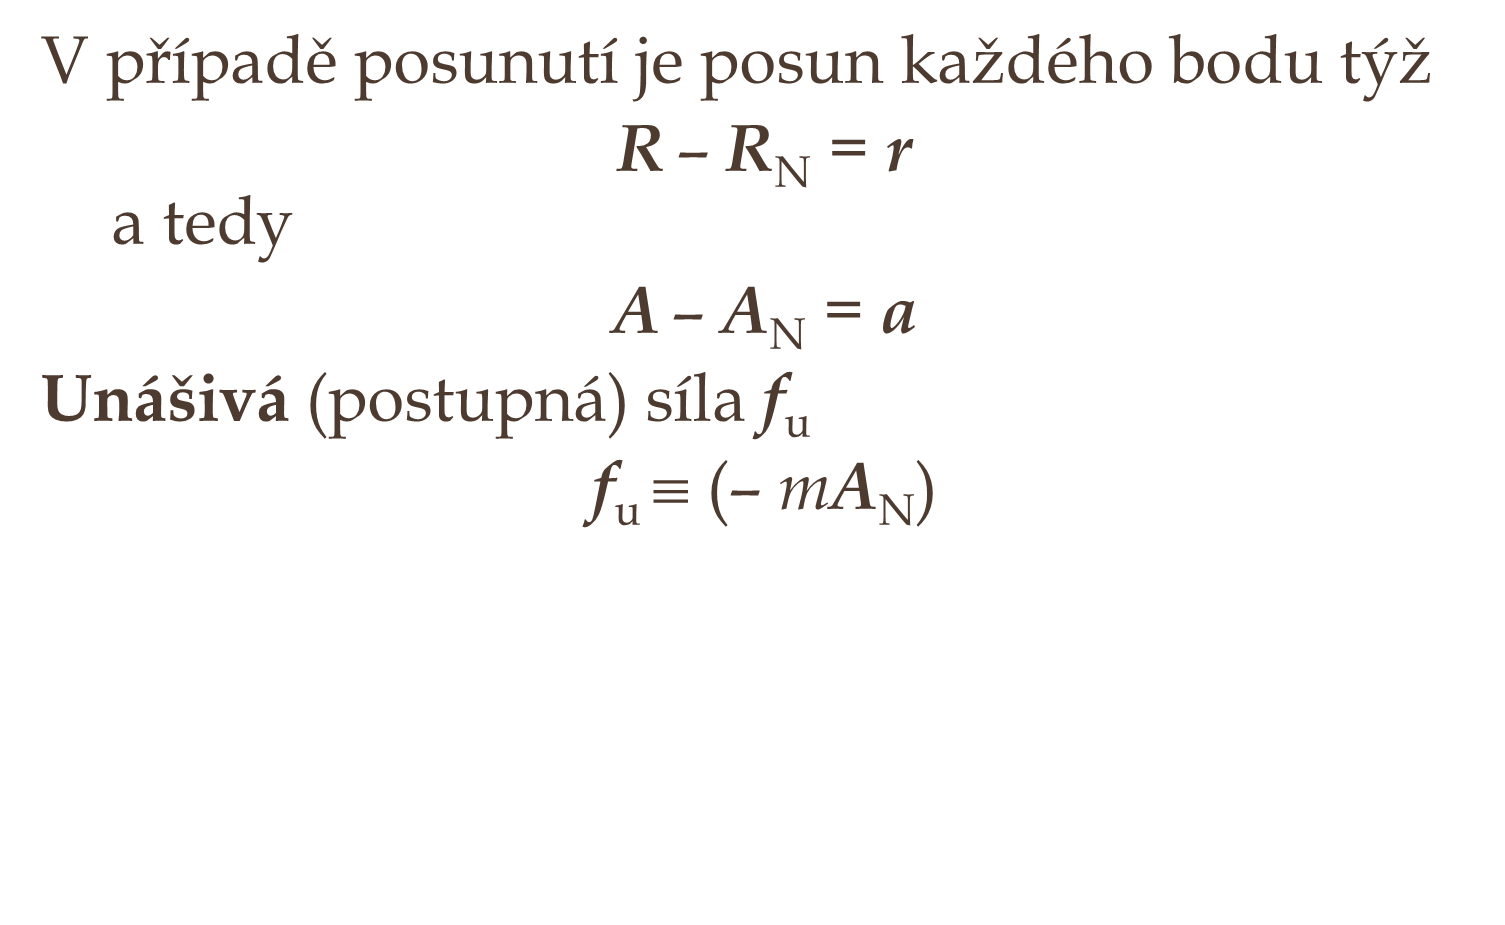 V případě posunutí je posun každého bodu týž
R – R_N = r
a tedy
A – A_N = a
Unášivá (postupná) síla f_u
f_u ≡ (– mA_N)